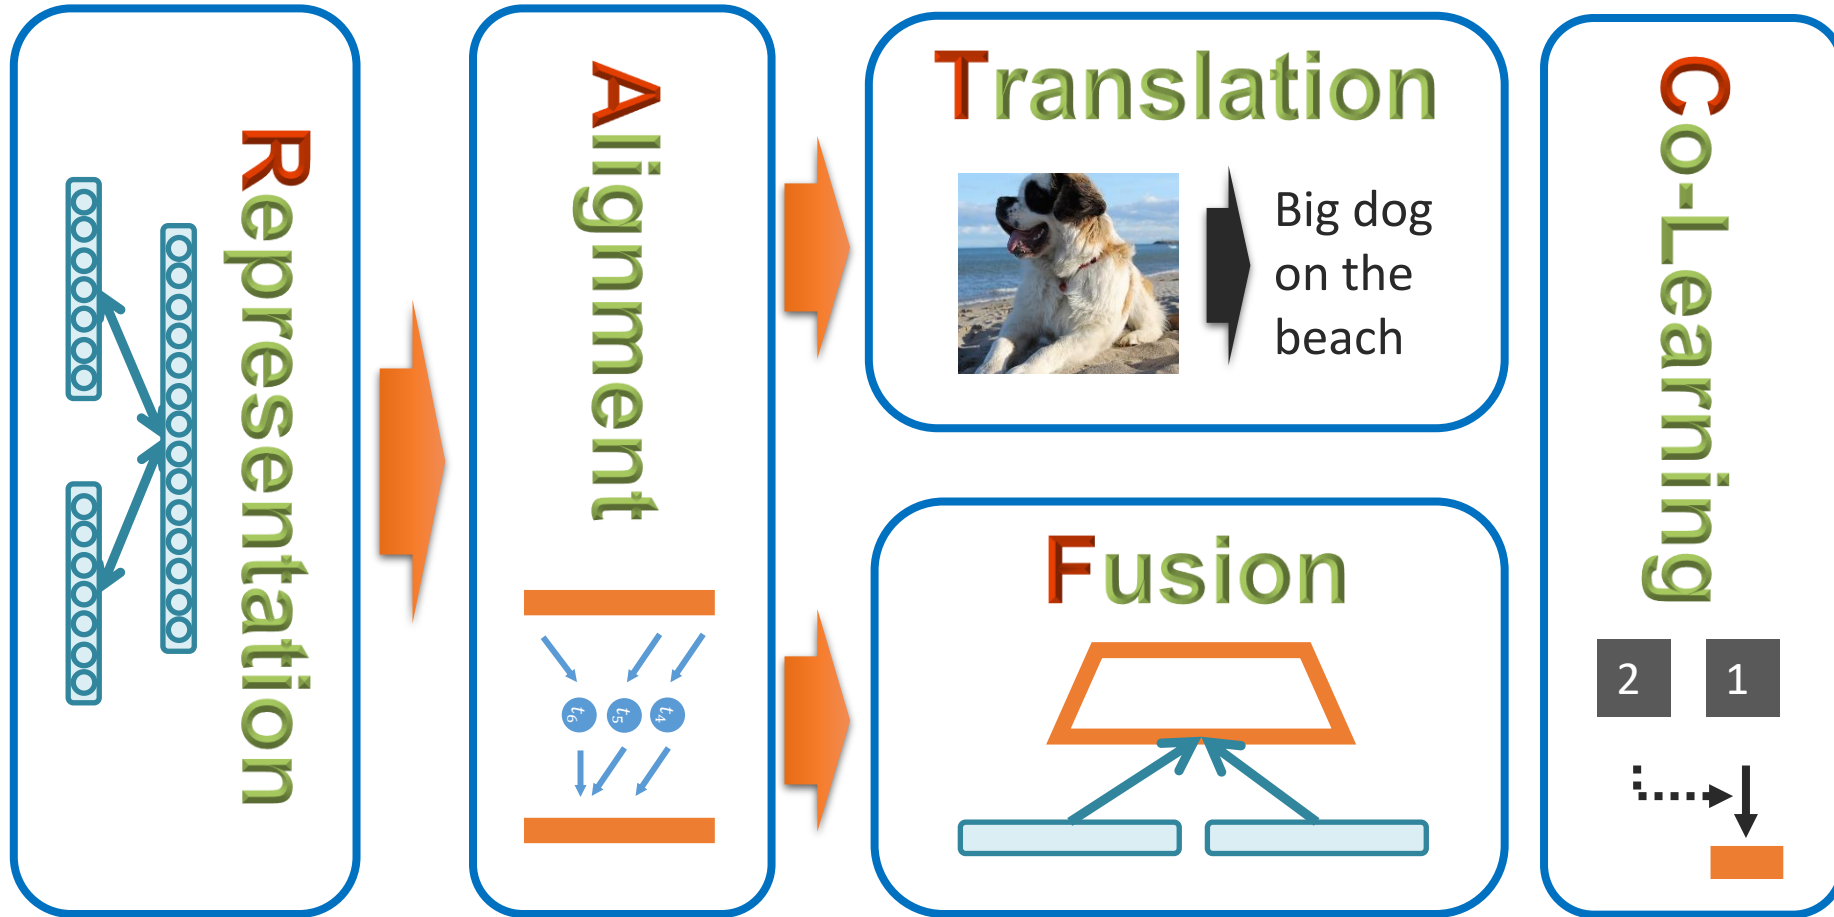 Representation
Alignment
t₆ t₅ t₄
Translation
Big dog
on the
beach
Fusion
Co-Learning
2 1